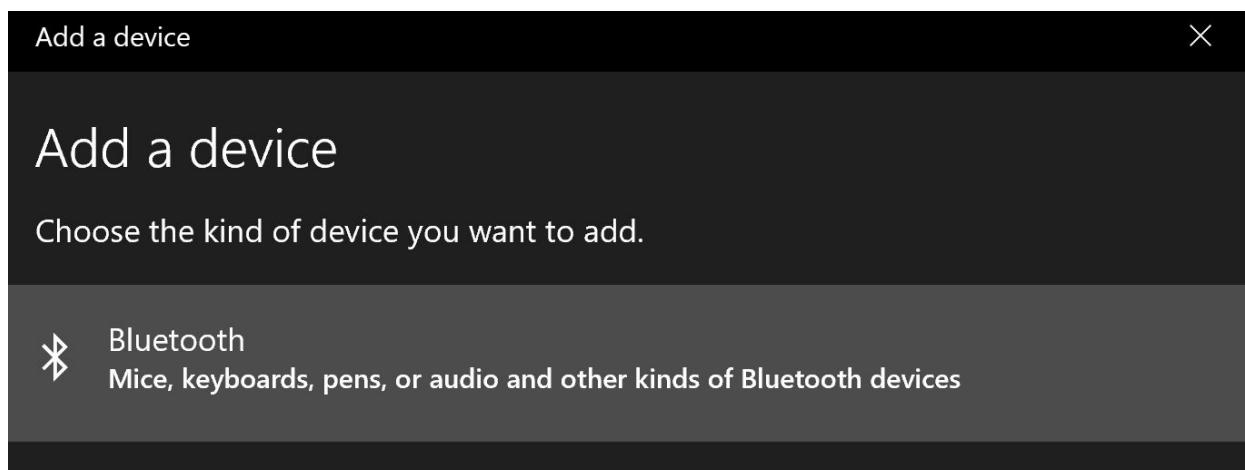 Add a device
Add a device
Choose the kind of device you want to add.
Bluetooth
Mice, keyboards, pens, or audio and other kinds of Bluetooth devices